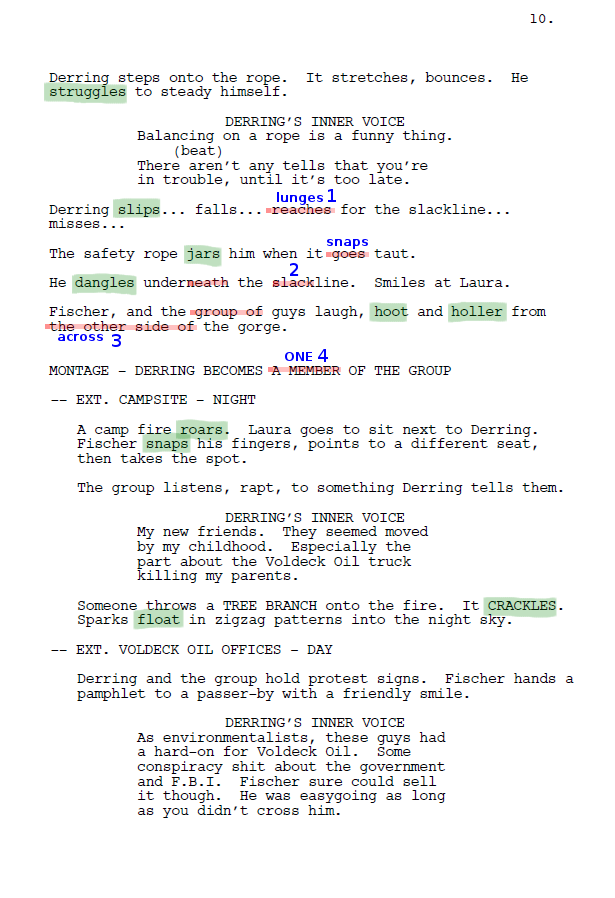 10.
Derring steps onto the rope.  It stretches, bounces.  He
struggles to steady himself.
DERRING'S INNER VOICE
Balancing on a rope is a funny thing.
(beat)
There aren't any tells that you're
in trouble, until it's too late.
lunges 1
Derring slips... falls... reaches for the slackline...
misses...
snaps
The safety rope jars him when it goes taut.
2
He dangles underneath the slackline.  Smiles at Laura.
Fischer, and the group of guys laugh, hoot and holler from
the other side of the gorge.
across 3
ONE 4
MONTAGE - DERRING BECOMES A MEMBER OF THE GROUP
-- EXT. CAMPSITE - NIGHT
A camp fire roars.  Laura goes to sit next to Derring.
Fischer snaps his fingers, points to a different seat,
then takes the spot.
The group listens, rapt, to something Derring tells them.
DERRING'S INNER VOICE
My new friends.  They seemed moved
by my childhood.  Especially the
part about the Voldeck Oil truck
killing my parents.
Someone throws a TREE BRANCH onto the fire.  It CRACKLES.
Sparks float in zigzag patterns into the night sky.
-- EXT. VOLDECK OIL OFFICES - DAY
Derring and the group hold protest signs.  Fischer hands a
pamphlet to a passer-by with a friendly smile.
DERRING'S INNER VOICE
As environmentalists, these guys had
a hard-on for Voldeck Oil.  Some
conspiracy shit about the government
and F.B.I.  Fischer sure could sell
it though.  He was easygoing as long
as you didn't cross him.